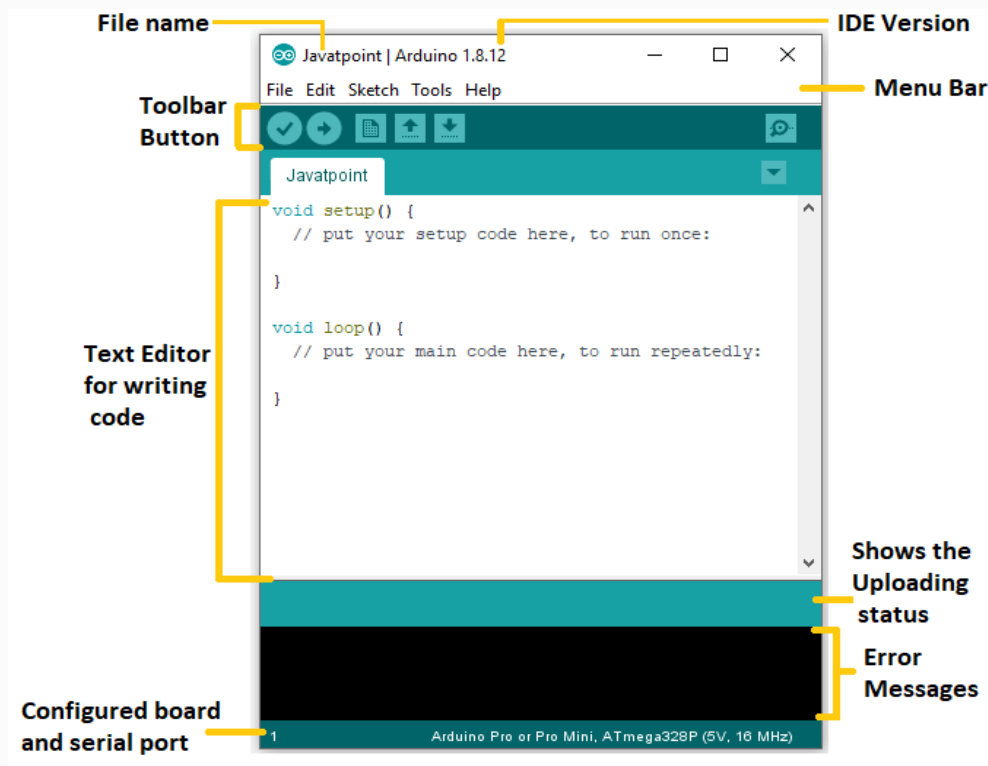 File name
IDE Version
Javatpoint | Arduino 1.8.12
File Edit Sketch Tools Help
Menu Bar
Toolbar
Button
Javatpoint
void setup() {
// put your setup code here, to run once:
}
void loop() {
// put your main code here, to run repeatedly:
}
Text Editor
for writing
code
Shows the
Uploading
status
Error
Messages
Configured board
and serial port
1
Arduino Pro or Pro Mini, ATmega328P (5V, 16 MHz)